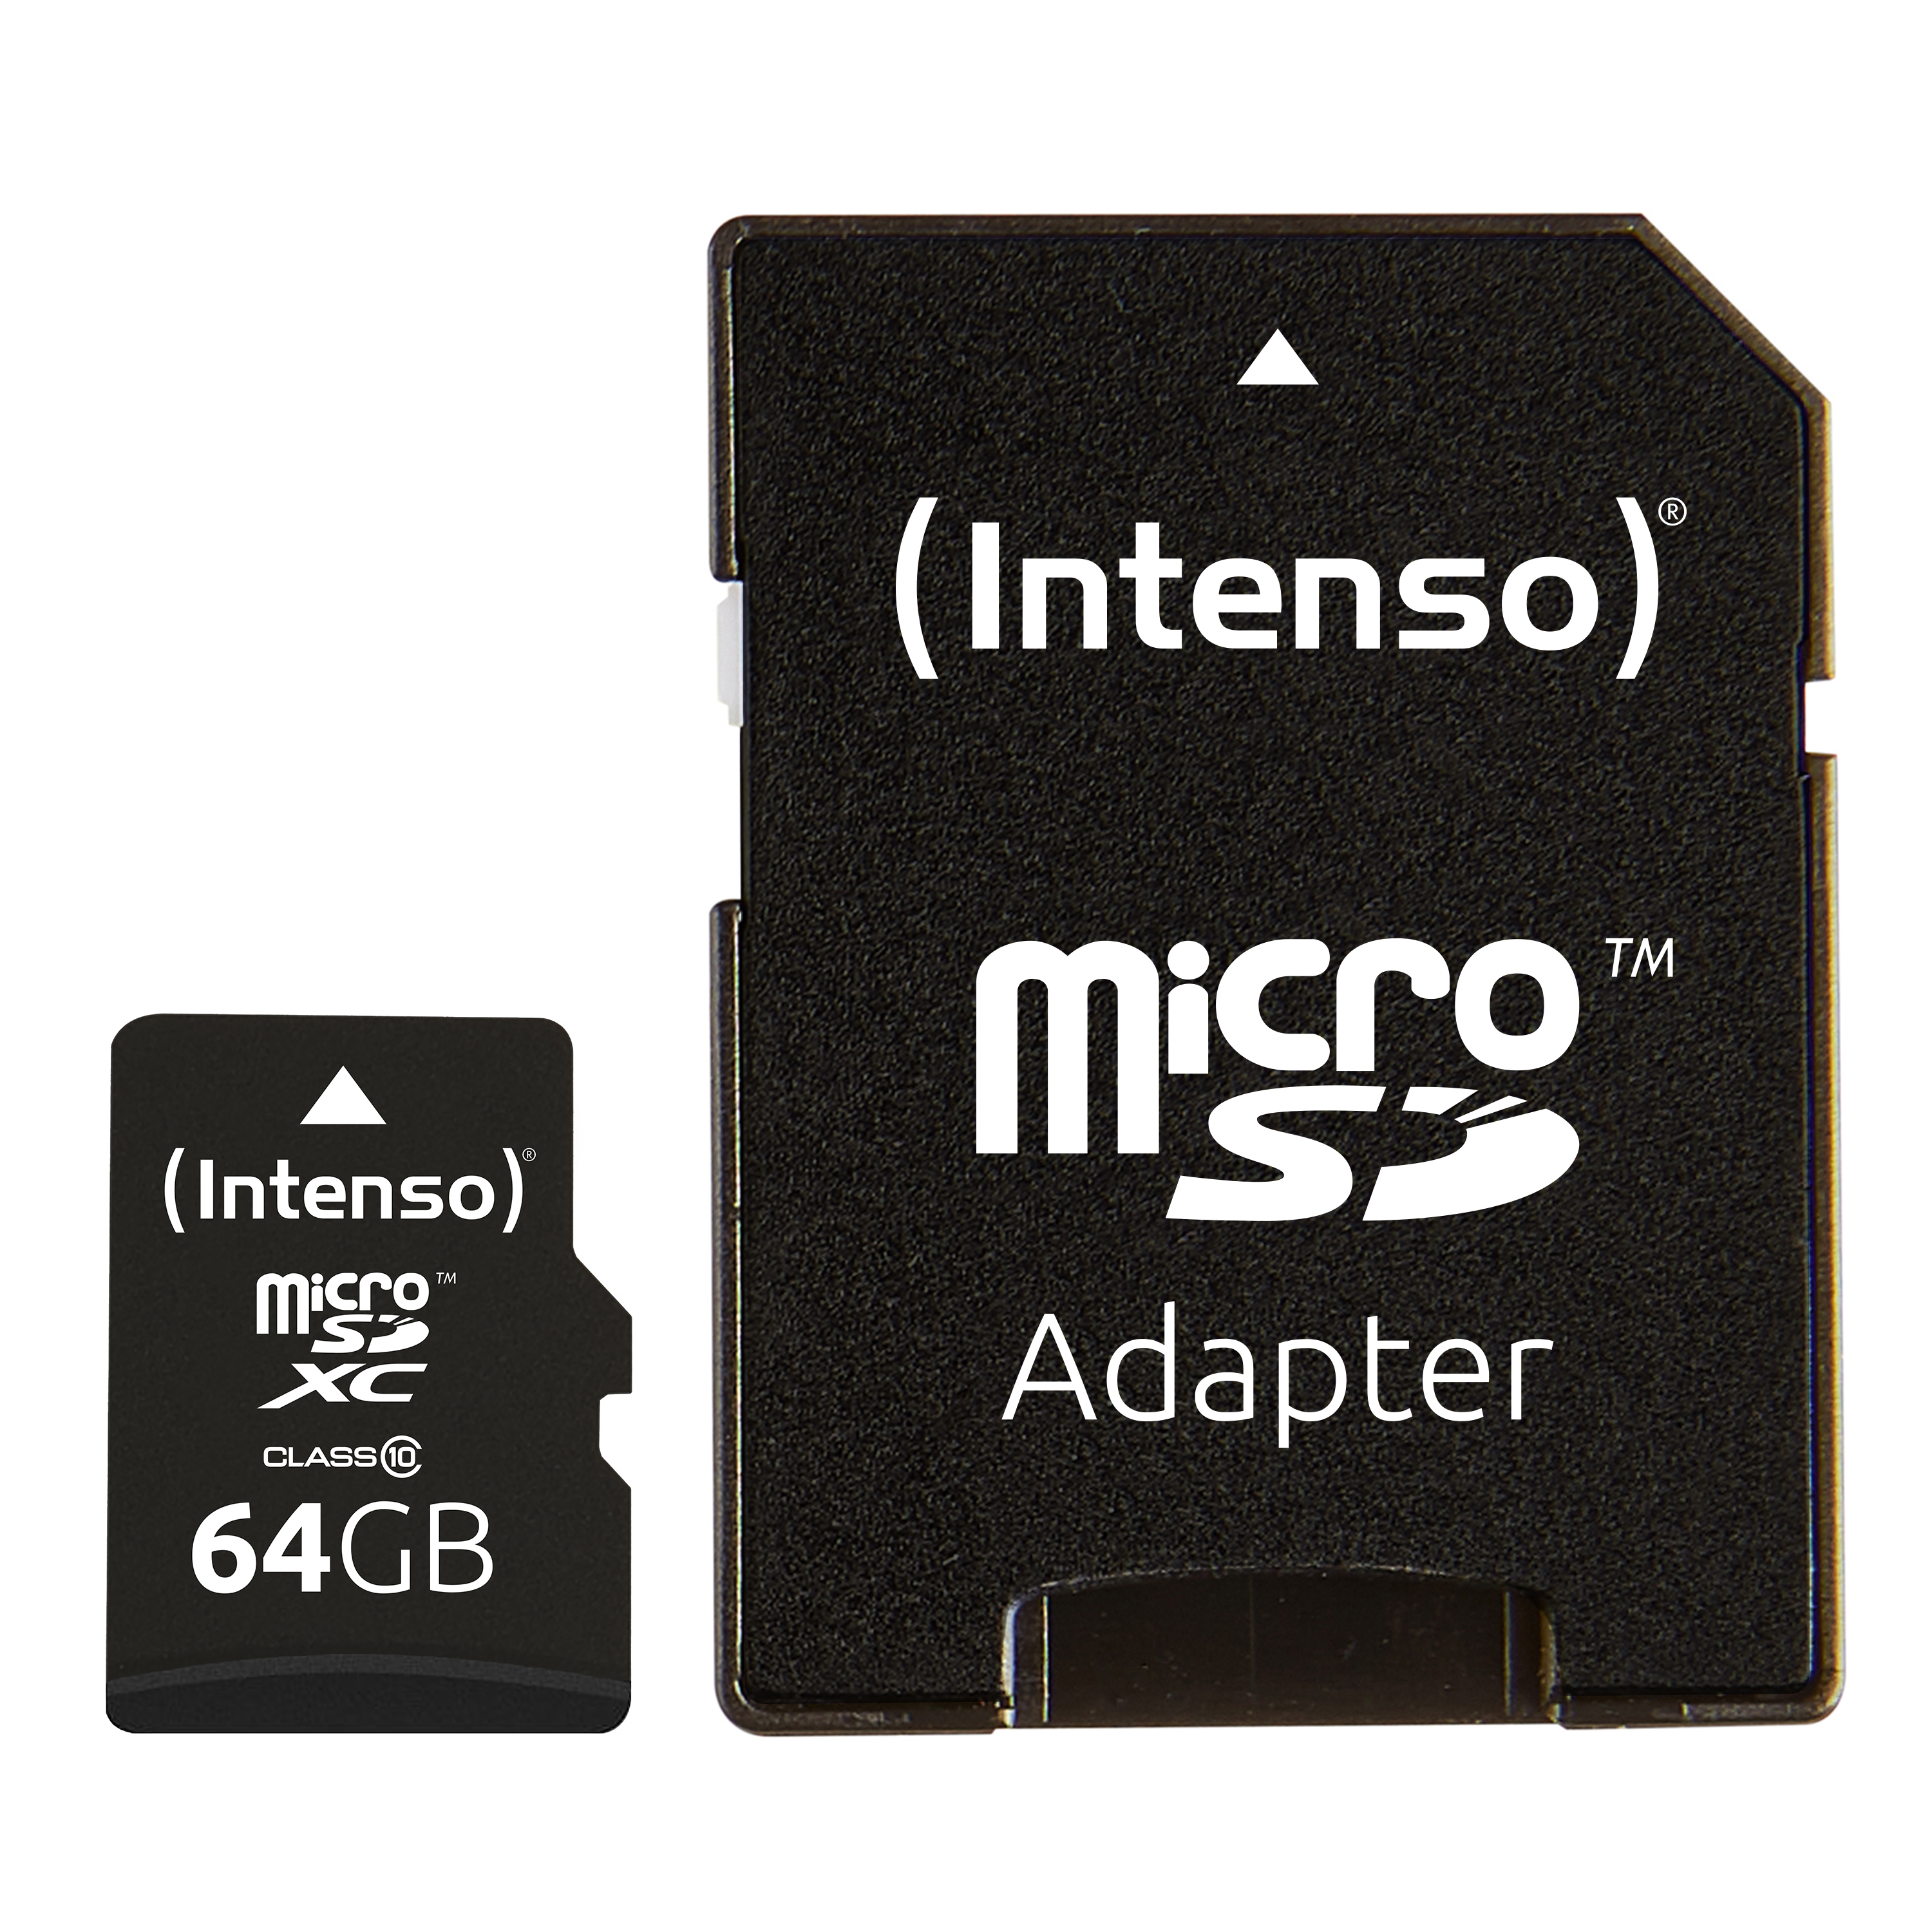 (Intenso)®
micro™
SD
XC
CLASS 10
64GB
(Intenso)®
micro™
SD
Adapter